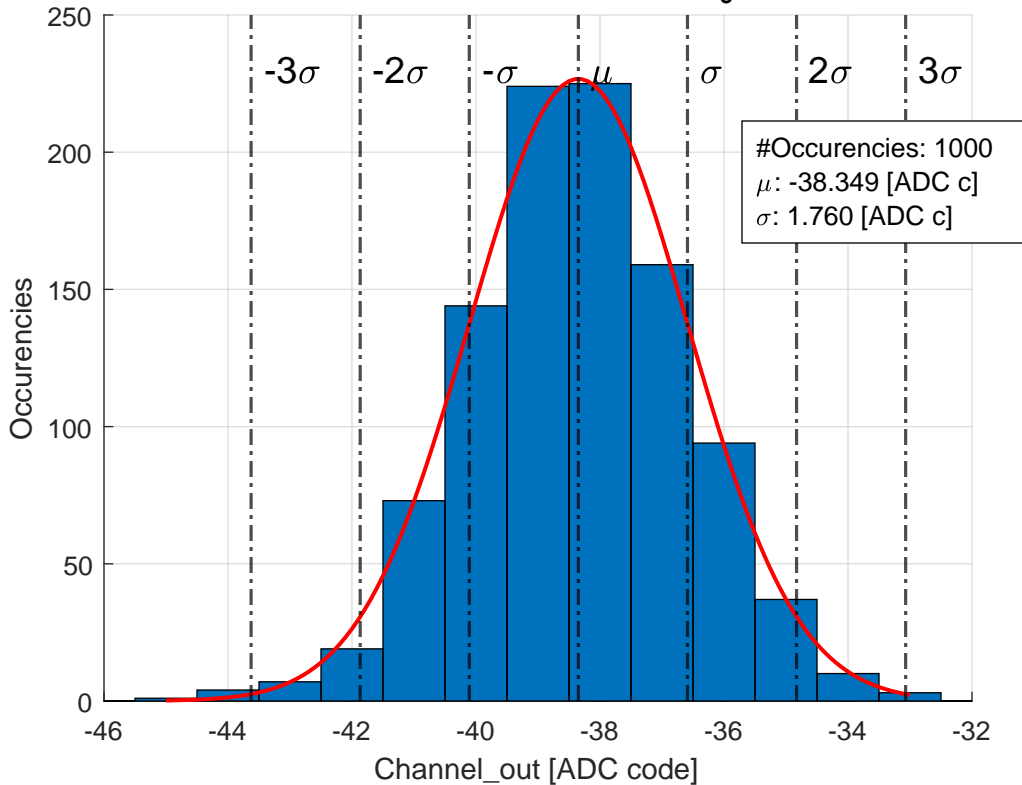 250
200
150
100
50
0
-3σ
-2σ
-σ
μ
σ
2σ
3σ
#Occurencies: 1000
μ: -38.349 [ADC c]
σ: 1.760 [ADC c]
Occurencies
-46
-44
-42
-40
-38
-36
-34
-32
Channel_out [ADC code]